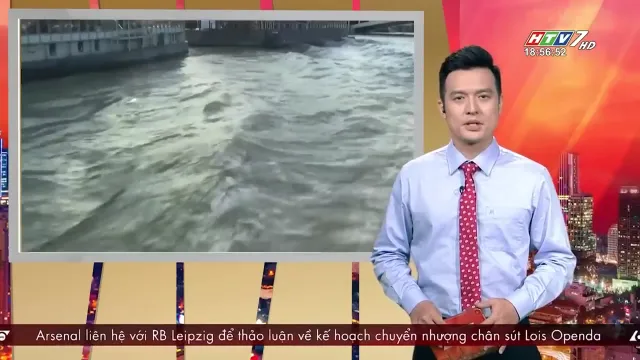 HTV7 HD
18:56:52
Arsenal liên hệ với RB Leipzig để thảo luận về kế hoạch chuyển nhượng chân sút Lois Openda